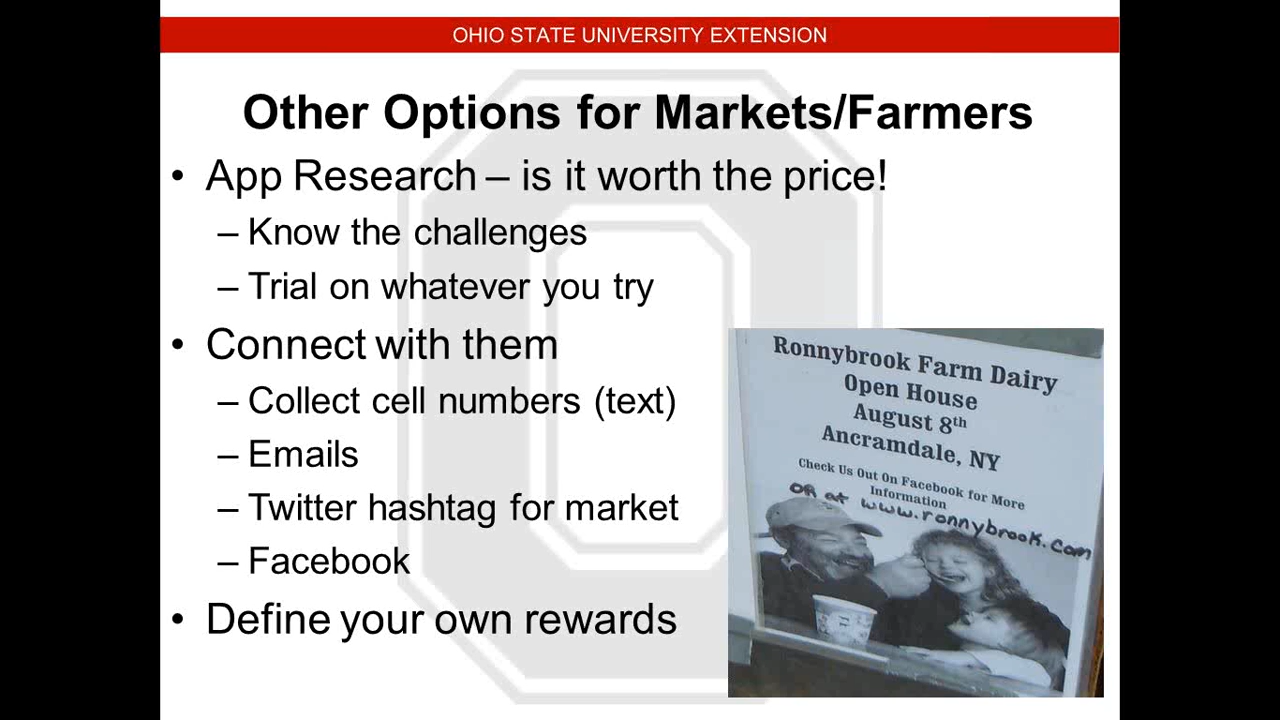 OHIO STATE UNIVERSITY EXTENSION
Other Options for Markets/Farmers
• App Research – is it worth the price!
– Know the challenges
– Trial on whatever you try
• Connect with them
– Collect cell numbers (text)
– Emails
– Twitter hashtag for market
– Facebook
• Define your own rewards
Ronnybrook Farm Dairy
Open House
August 8th
Ancramdale, NY
Check Us Out On Facebook for More
Information
OR at www.ronnybrook.com